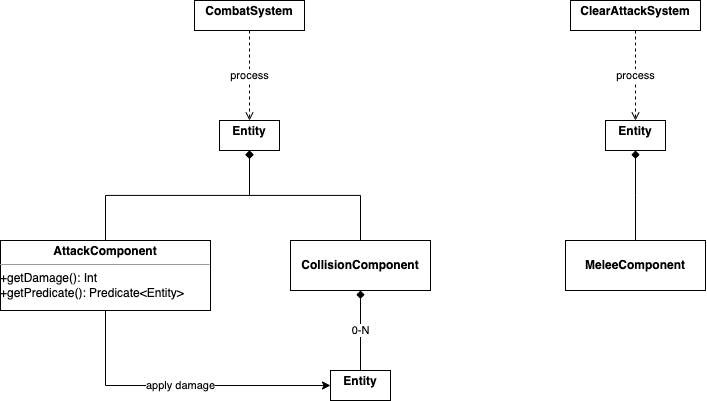 CombatSystem
ClearAttackSystem
process
process
Entity
Entity
AttackComponent
+getDamage(): Int
+getPredicate(): Predicate<Entity>
CollisionComponent
MeleeComponent
0-N
apply damage
Entity